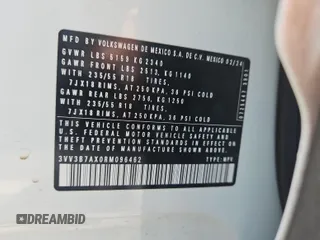 MFD BY VOLKSWAGEN DE MEXICO S.A. DE C.V. MEXICO 02/24
GVWR LBS 5159 KG 2340
GAWR FRONT LBS 2513, KG 1140
WITH 235/55 R18 TIRES,
7JX18 RIMS, AT 250 KPA, 36 PSI COLD
GAWR REAR LBS 2756, KG 1250
WITH 235/55 R18 TIRES,
7JX18 RIMS, AT 250 KPA, 36 PSI COLD
THIS VEHICLE CONFORMS TO ALL APPLICABLE
U.S. FEDERAL MOTOR VEHICLE SAFETY AND
THEFT PREVENTION STANDARDS IN EFFECT ON
THE DATE OF MANUFACTURE SHOWN ABOVE.
3VV3B7AX0RM096462 TYPE: MPV
DREAMBID DREAMBID